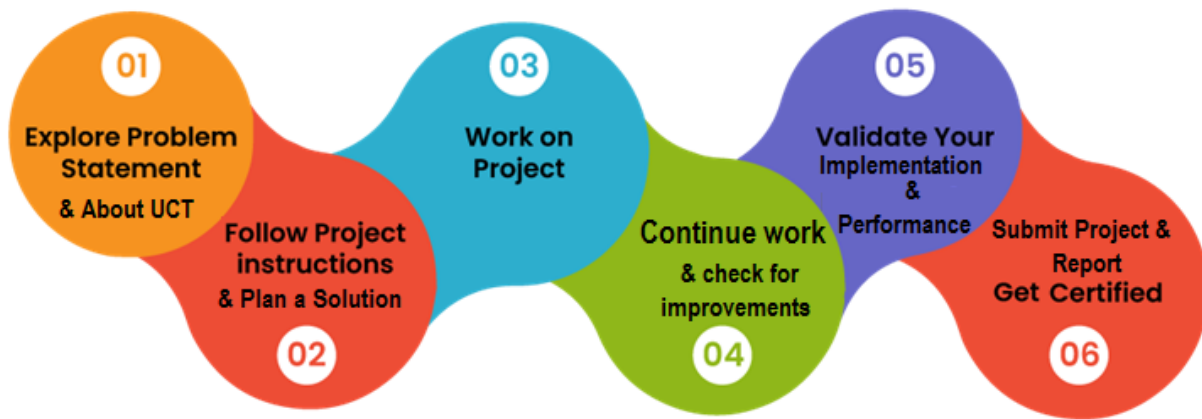 01
Explore Problem
Statement
& About UCT
Follow Project
instructions
& Plan a Solution
02
03
Work on
Project
Continue work
& check for
improvements
04
05
Validate Your
Implementation
&
Performance
Submit Project &
Report
Get Certified
06